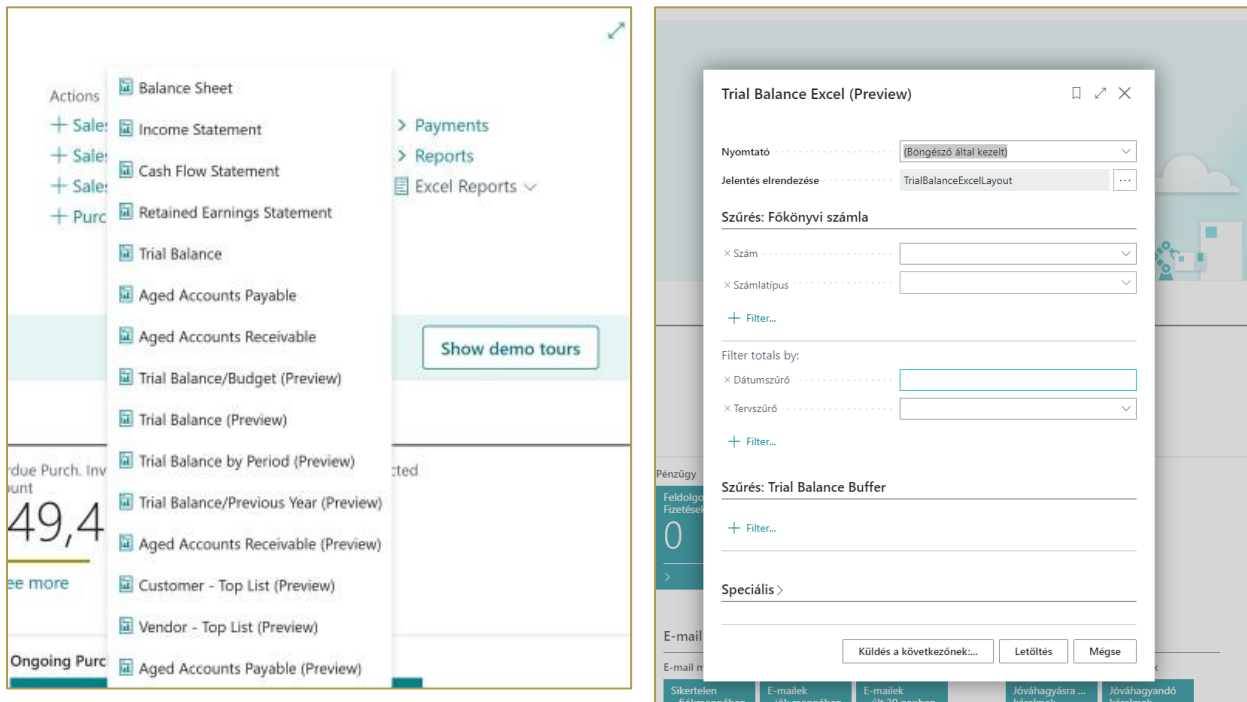 Actions
+ Sale
+ Sale
+ Sale
+ Purc
Balance Sheet
Income Statement
Cash Flow Statement
Retained Earnings Statement
Trial Balance
Aged Accounts Payable
Aged Accounts Receivable
Trial Balance/Budget (Preview)
Trial Balance (Preview)
Trial Balance by Period (Preview)
Trial Balance/Previous Year (Preview)
Aged Accounts Receivable (Preview)
Customer - Top List (Preview)
Vendor - Top List (Preview)
Aged Accounts Payable (Preview)
> Payments
> Reports
Excel Reports
Show demo tours
rdue Purch. Inv
ount
49,4
ee more
cted
Ongoing Purc
Trial Balance Excel (Preview)
Nyomtató
(Böngésző által kezelt)
Jelentés elrendezése
TrialBalanceExcelLayout
Szűrés: Főkönyvi számla
× Szám
× Számlatípus
+ Filter...
Filter totals by:
× Dátumszűrő
× Tervszűrő
+ Filter...
Szűrés: Trial Balance Buffer
+ Filter...
Speciális >
Küldés a következőnek:...
Letöltés
Mégse
Pénzügy
Feldolgo
Fizetések
0
>
E-mail
E-mail m
Sikertelen
E-mailek
E-mailek
Jóváhagyásra ...
Jóváhagyandó